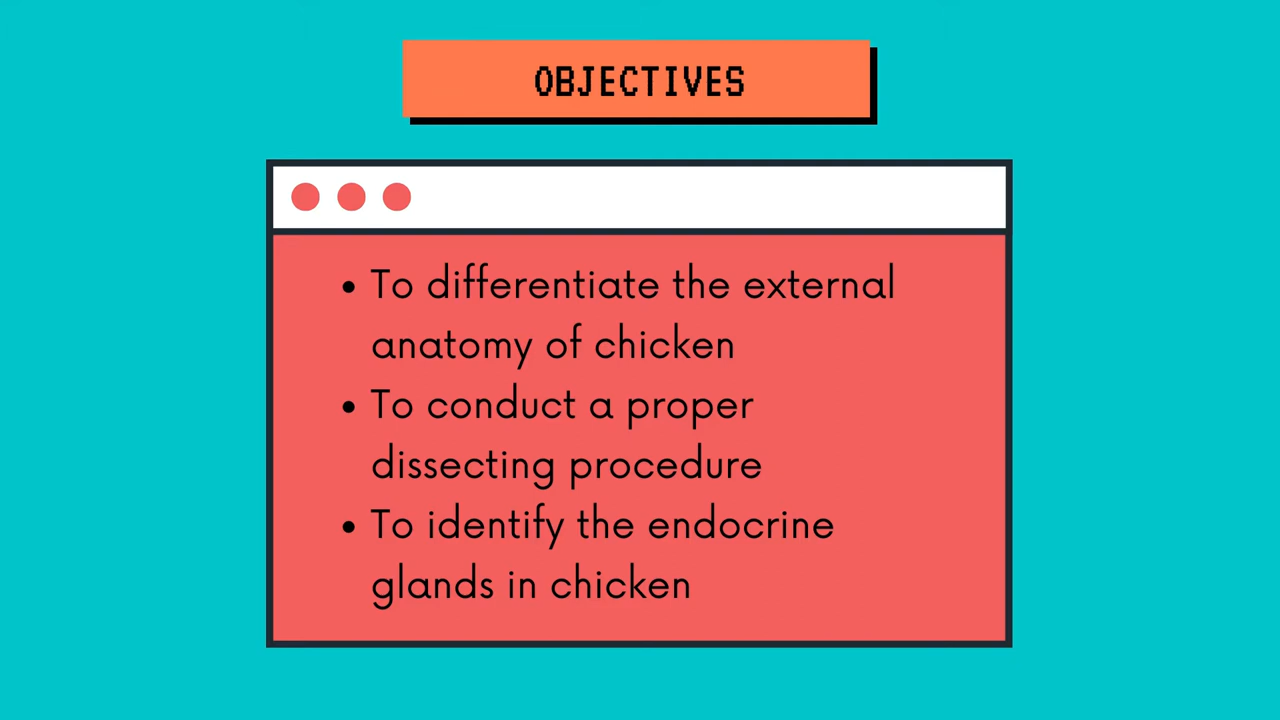 OBJECTIVES
• To differentiate the external
anatomy of chicken
• To conduct a proper
dissecting procedure
• To identify the endocrine
glands in chicken